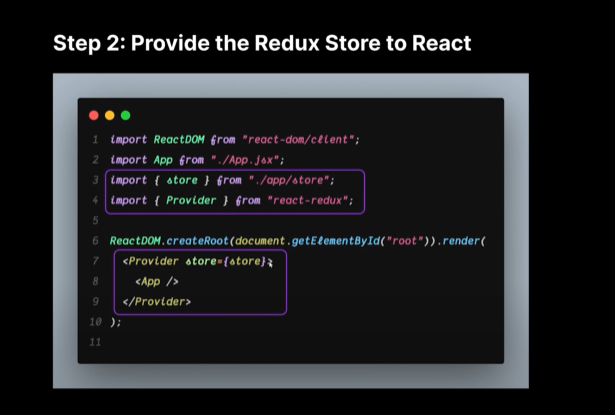 Step 2: Provide the Redux Store to React
1 import ReactDOM from "react-dom/client";
2 import App from "./App.jsx";
3 import { store } from "./app/store";
4 import { Provider } from "react-redux";
5
6 ReactDOM.createRoot(document.getElementById("root")).render(
7 <Provider store={store}>
8 <App />
9 </Provider>
10 );
11